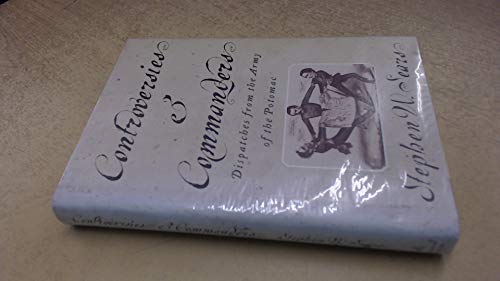 Controversies
&
Commanders
Dispatches from the Army
of the Potomac
Stephen W. Sears
Controversies & Commanders Stephen W. Sears